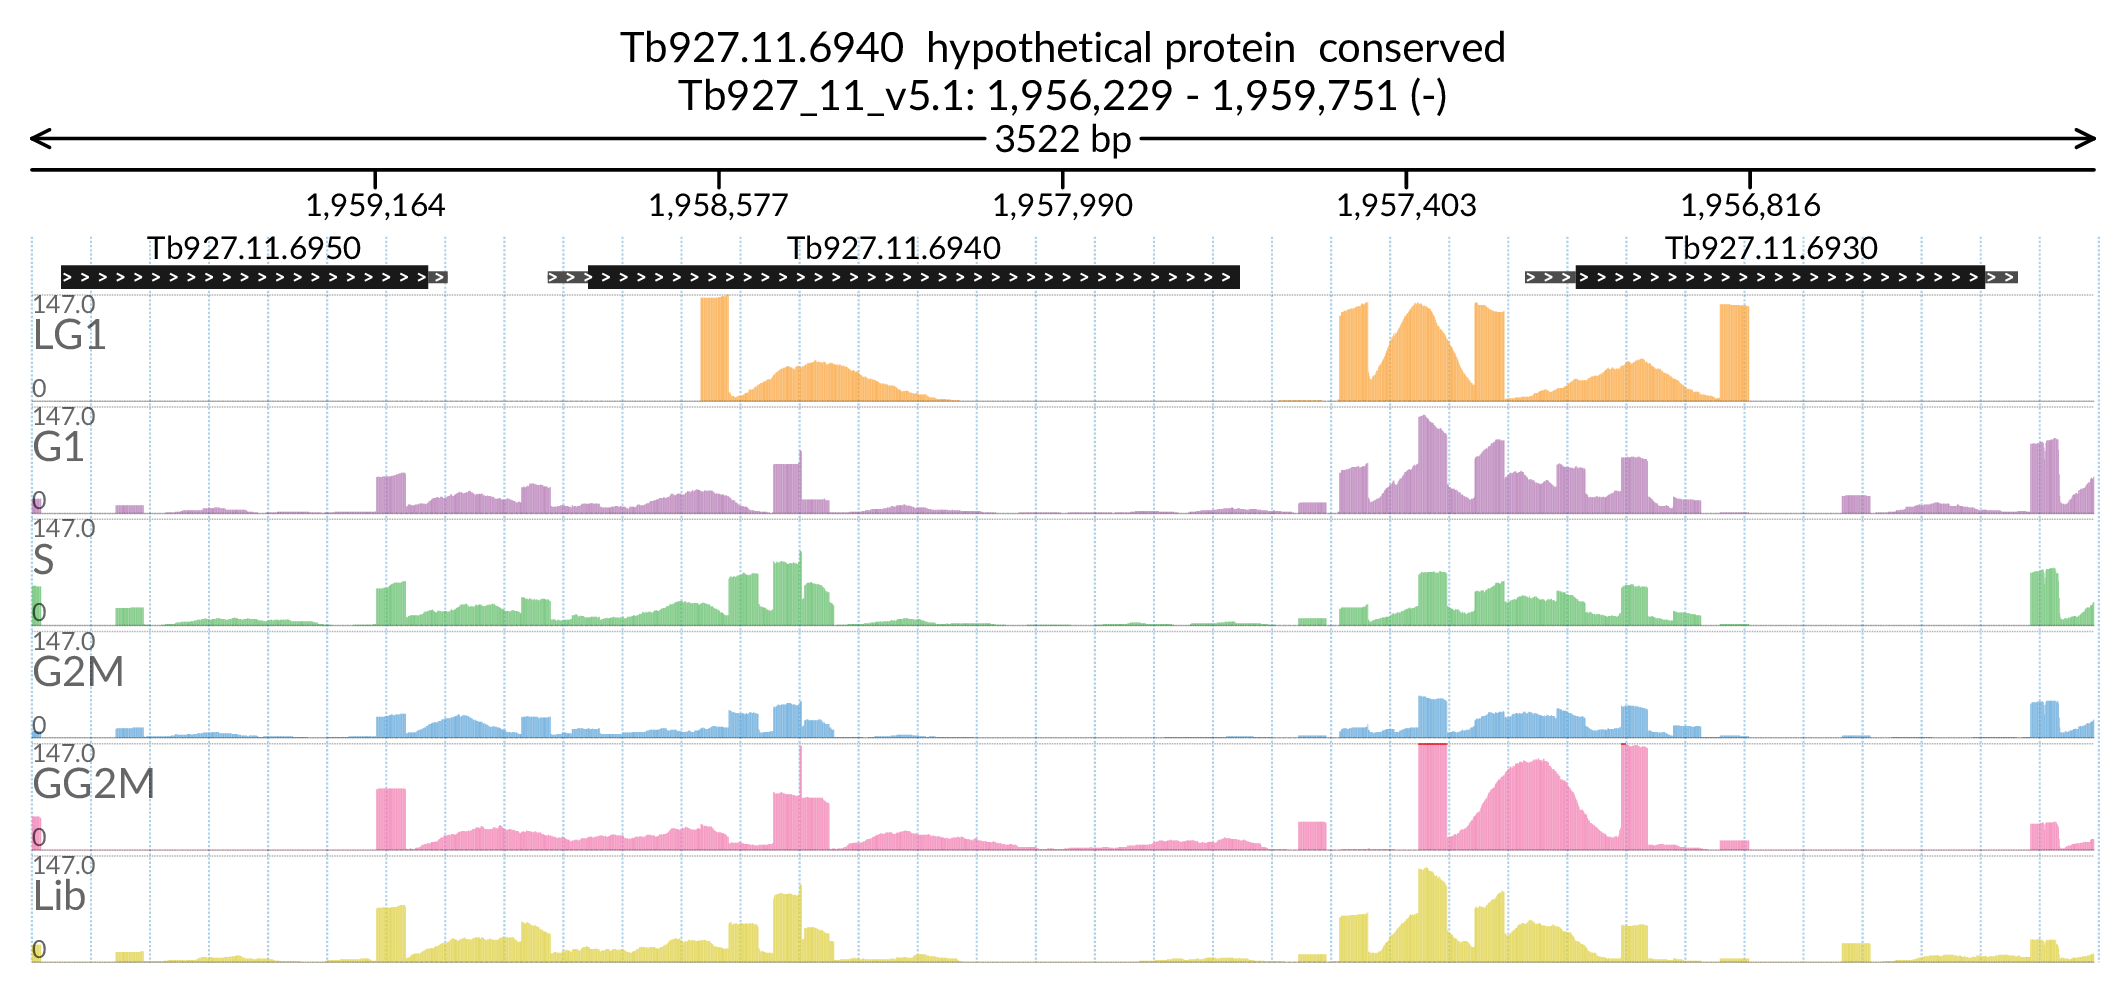 Tb927.11.6940 hypothetical protein conserved
Tb927_11_v5.1: 1,956,229 - 1,959,751 (-)
3522 bp
1,959,164 1,958,577 1,957,990 1,957,403 1,956,816
Tb927.11.6950 Tb927.11.6940 Tb927.11.6930
147.0
LG1
0
147.0
G1
0
147.0
S
0
147.0
G2M
0
147.0
GG2M
0
147.0
Lib
0